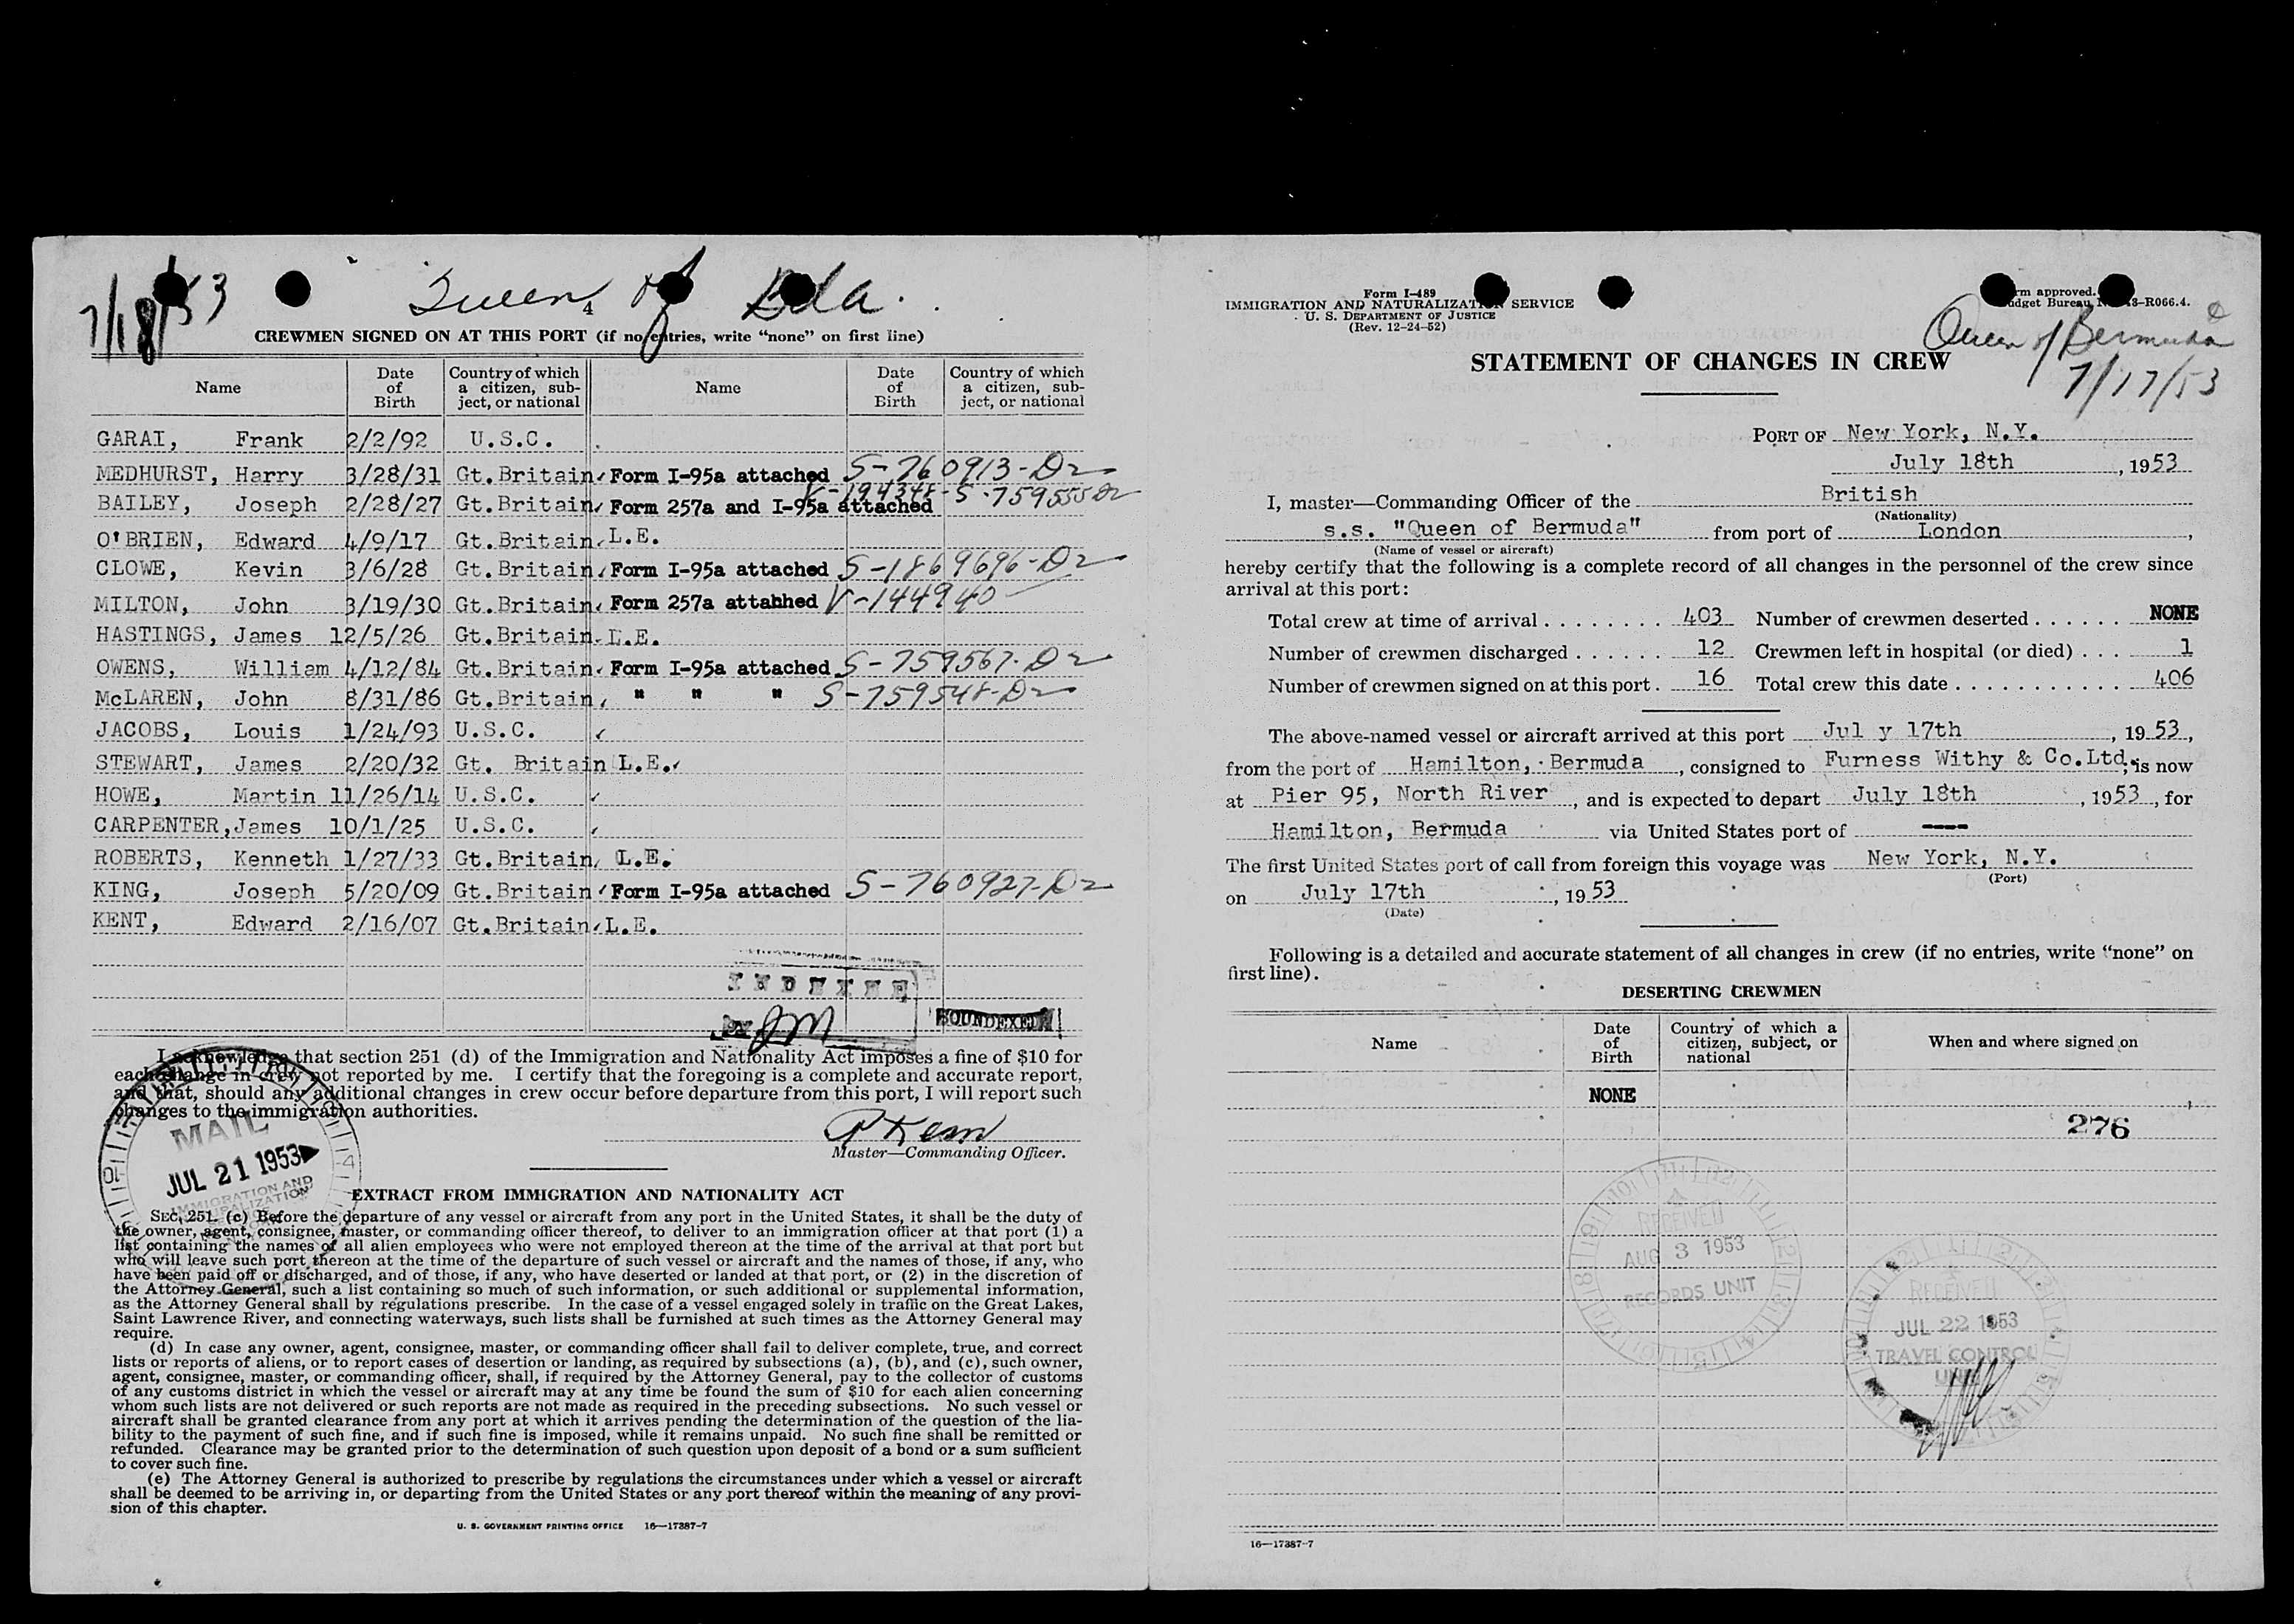 7/18/53
Queen of Bda.
4
CREWMEN SIGNED ON AT THIS PORT (if no entries, write "none" on first line)
Name Date of Birth Country of which a citizen, subject, or national Name Date of Birth Country of which a citizen, subject, or national
GARAI, Frank 2/2/92 U.S.C.
MEDHURST, Harry 3/28/31 Gt.Britain Form I-95a attached S-760913-D2
BAILEY, Joseph 2/28/27 Gt.Britain Form 257a and I-95a attached V-194348-S-759555 D2
O'BRIEN, Edward 4/9/17 Gt.Britain L.E.
CLOWE, Kevin 3/6/28 Gt.Britain Form I-95a attached S-1869696-D2
MILTON, John 3/19/30 Gt.Britain Form 257a attahhed V-144940
HASTINGS, James 12/5/26 Gt.Britain L.E.
OWENS, William 4/12/84 Gt.Britain Form I-95a attached S-759567-D2
McLAREN, John 8/31/86 Gt.Britain " " " S-759548-D2
JACOBS, Louis 1/24/93 U.S.C.
STEWART, James 2/20/32 Gt. Britain L.E.
HOWE, Martin 11/26/14 U.S.C.
CARPENTER, James 10/1/25 U.S.C.
ROBERTS, Kenneth 1/27/33 Gt.Britain L.E.
KING, Joseph 5/20/09 Gt.Britain Form I-95a attached S-760927-D2
KENT, Edward 2/16/07 Gt.Britain L.E.
INDEXED
BY JM
SOUNDEXED
I acknowledge that section 251 (d) of the Immigration and Nationality Act imposes a fine of $10 for
each change in crew not reported by me. I certify that the foregoing is a complete and accurate report,
and that, should any additional changes in crew occur before departure from this port, I will report such
changes to the immigration authorities.
MAIL
JUL 21 1953
IMMIGRATION AND
NATURALIZATION
Master—Commanding Officer.
EXTRACT FROM IMMIGRATION AND NATIONALITY ACT
SEC. 251. (c) Before the departure of any vessel or aircraft from any port in the United States, it shall be the duty of
the owner, agent, consignee, master, or commanding officer thereof, to deliver to an immigration officer at that port (1) a
list containing the names of all alien employees who were not employed thereon at the time of the arrival at that port but
who will leave such port thereon at the time of the departure of such vessel or aircraft and the names of those, if any, who
have been paid off or discharged, and of those, if any, who have deserted or landed at that port, or (2) in the discretion of
the Attorney General, such a list containing so much of such information, or such additional or supplemental information,
as the Attorney General shall by regulations prescribe. In the case of a vessel engaged solely in traffic on the Great Lakes,
Saint Lawrence River, and connecting waterways, such lists shall be furnished at such times as the Attorney General may
require.
(d) In case any owner, agent, consignee, master, or commanding officer shall fail to deliver complete, true, and correct
lists or reports of aliens, or to report cases of desertion or landing, as required by subsections (a), (b), and (c), such owner,
agent, consignee, master, or commanding officer, shall, if required by the Attorney General, pay to the collector of customs
of any customs district in which the vessel or aircraft may at any time be found the sum of $10 for each alien concerning
whom such lists are not delivered or such reports are not made as required in the preceding subsections. No such vessel or
aircraft shall be granted clearance from any port at which it arrives pending the determination of the question of the lia-
bility to the payment of such fine, and if such fine is imposed, while it remains unpaid. No such fine shall be remitted or
refunded. Clearance may be granted prior to the determination of such question upon deposit of a bond or a sum sufficient
to cover such fine.
(e) The Attorney General is authorized to prescribe by regulations the circumstances under which a vessel or aircraft
shall be deemed to be arriving in, or departing from the United States or any port thereof within the meaning of any provi-
sion of this chapter.
U. S. GOVERNMENT PRINTING OFFICE 16—17387-7
Form I-489
IMMIGRATION AND NATURALIZATION SERVICE
U. S. DEPARTMENT OF JUSTICE
(Rev. 12-24-52)
rm approved.
udget Bureau N 43-R066.4.
Queen of Bermuda
7/17/53
STATEMENT OF CHANGES IN CREW
PORT OF New York, N.Y.
July 18th, 1953
I, master—Commanding Officer of the British
(Nationality)
s.s. "Queen of Bermuda" from port of London,
(Name of vessel or aircraft)
hereby certify that the following is a complete record of all changes in the personnel of the crew since
arrival at this port:
Total crew at time of arrival . . . . . . . . 403 Number of crewmen deserted . . . . . . NONE
Number of crewmen discharged . . . . . . 12 Crewmen left in hospital (or died) . . . 1
Number of crewmen signed on at this port. 16 Total crew this date . . . . . . . . . . . 406
The above-named vessel or aircraft arrived at this port Jul y 17th, 1953,
from the port of Hamilton, Bermuda, consigned to Furness Withy & Co.Ltd., is now
at Pier 95, North River, and is expected to depart July 18th, 1953, for
Hamilton, Bermuda via United States port of ----
The first United States port of call from foreign this voyage was New York, N.Y.
(Port)
on July 17th, 1953
(Date)
Following is a detailed and accurate statement of all changes in crew (if no entries, write "none" on
first line).
DESERTING CREWMEN
Name Date of Birth Country of which a citizen, subject, or national When and where signed on
NONE
276
RECEIVED
AUG 3 1953
RECORDS UNIT
RECEIVED
JUL 22 1953
TRAVEL CONTROL
UNIT
16—17387-7